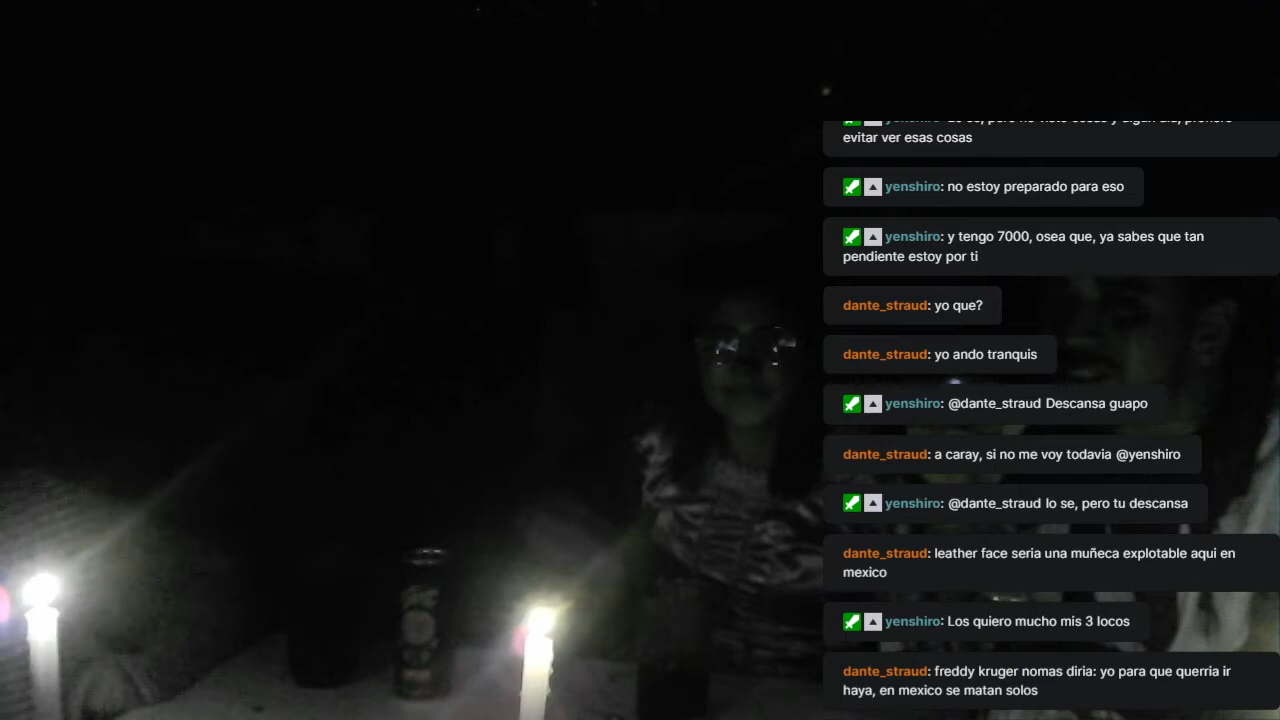 evitar ver esas cosas
yenshiro: no estoy preparado para eso
yenshiro: y tengo 7000, osea que, ya sabes que tan
pendiente estoy por ti
dante_straud: yo que?
dante_straud: yo ando tranquis
yenshiro: @dante_straud Descansa guapo
dante_straud: a caray, si no me voy todavia @yenshiro
yenshiro: @dante_straud lo se, pero tu descansa
dante_straud: leather face seria una muñeca explotable aqui en
mexico
yenshiro: Los quiero mucho mis 3 locos
dante_straud: freddy kruger nomas diria: yo para que querria ir
haya, en mexico se matan solos